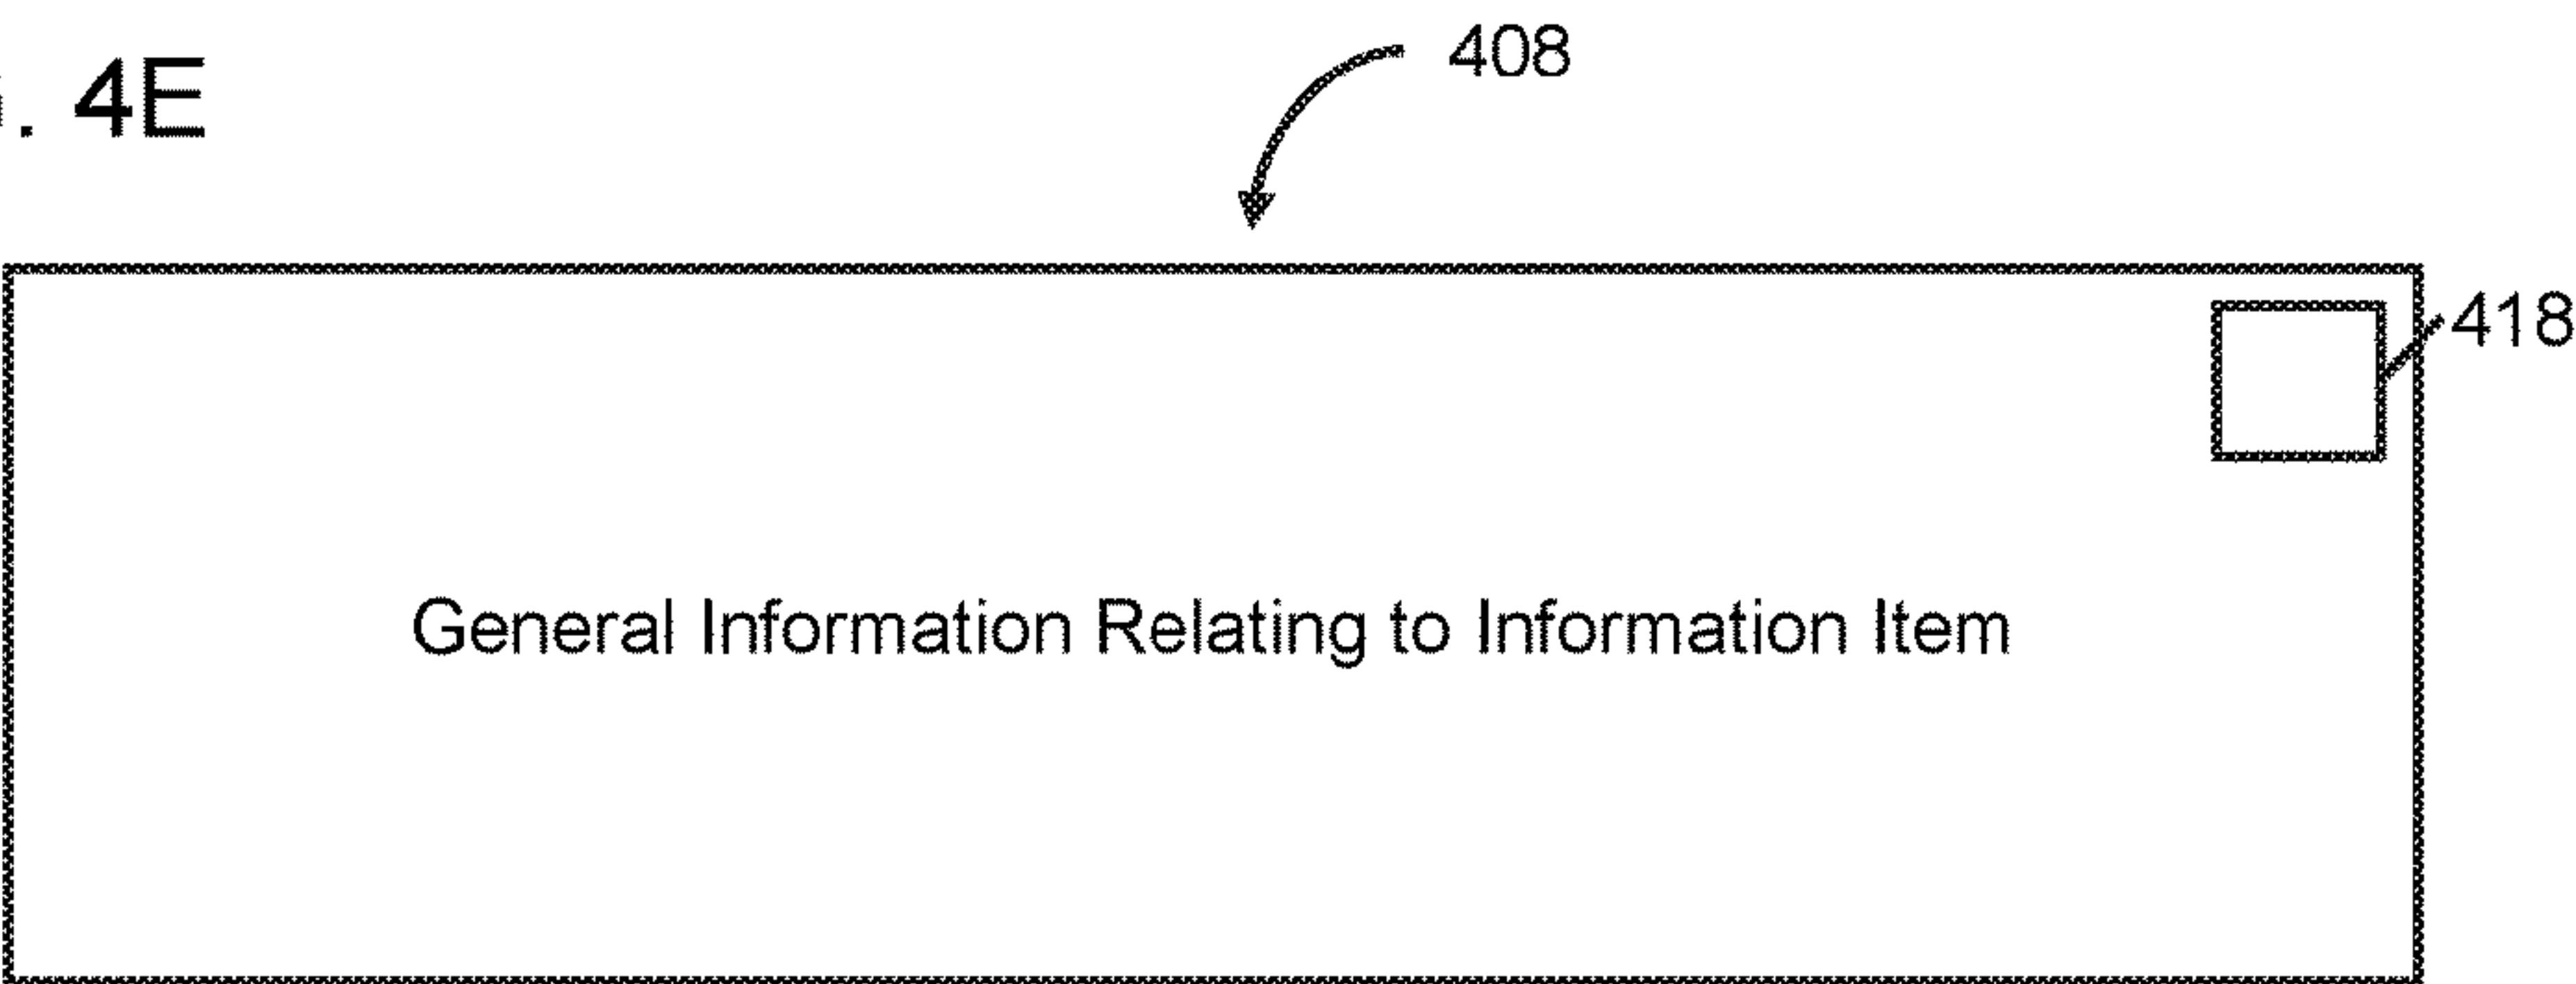 . 4E
408
418
General Information Relating to Information Item